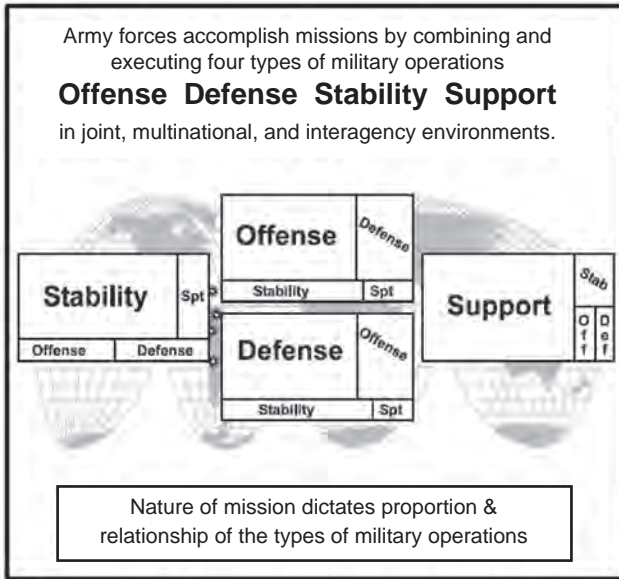 Army forces accomplish missions by combining and
executing four types of military operations
Offense Defense Stability Support
in joint, multinational, and interagency environments.
Offense
Defense
Stability Spt
Stability
Spt
Offense Defense
Defense
Offense
Stability Spt
Support
Stab
Off
Def
Nature of mission dictates proportion &
relationship of the types of military operations